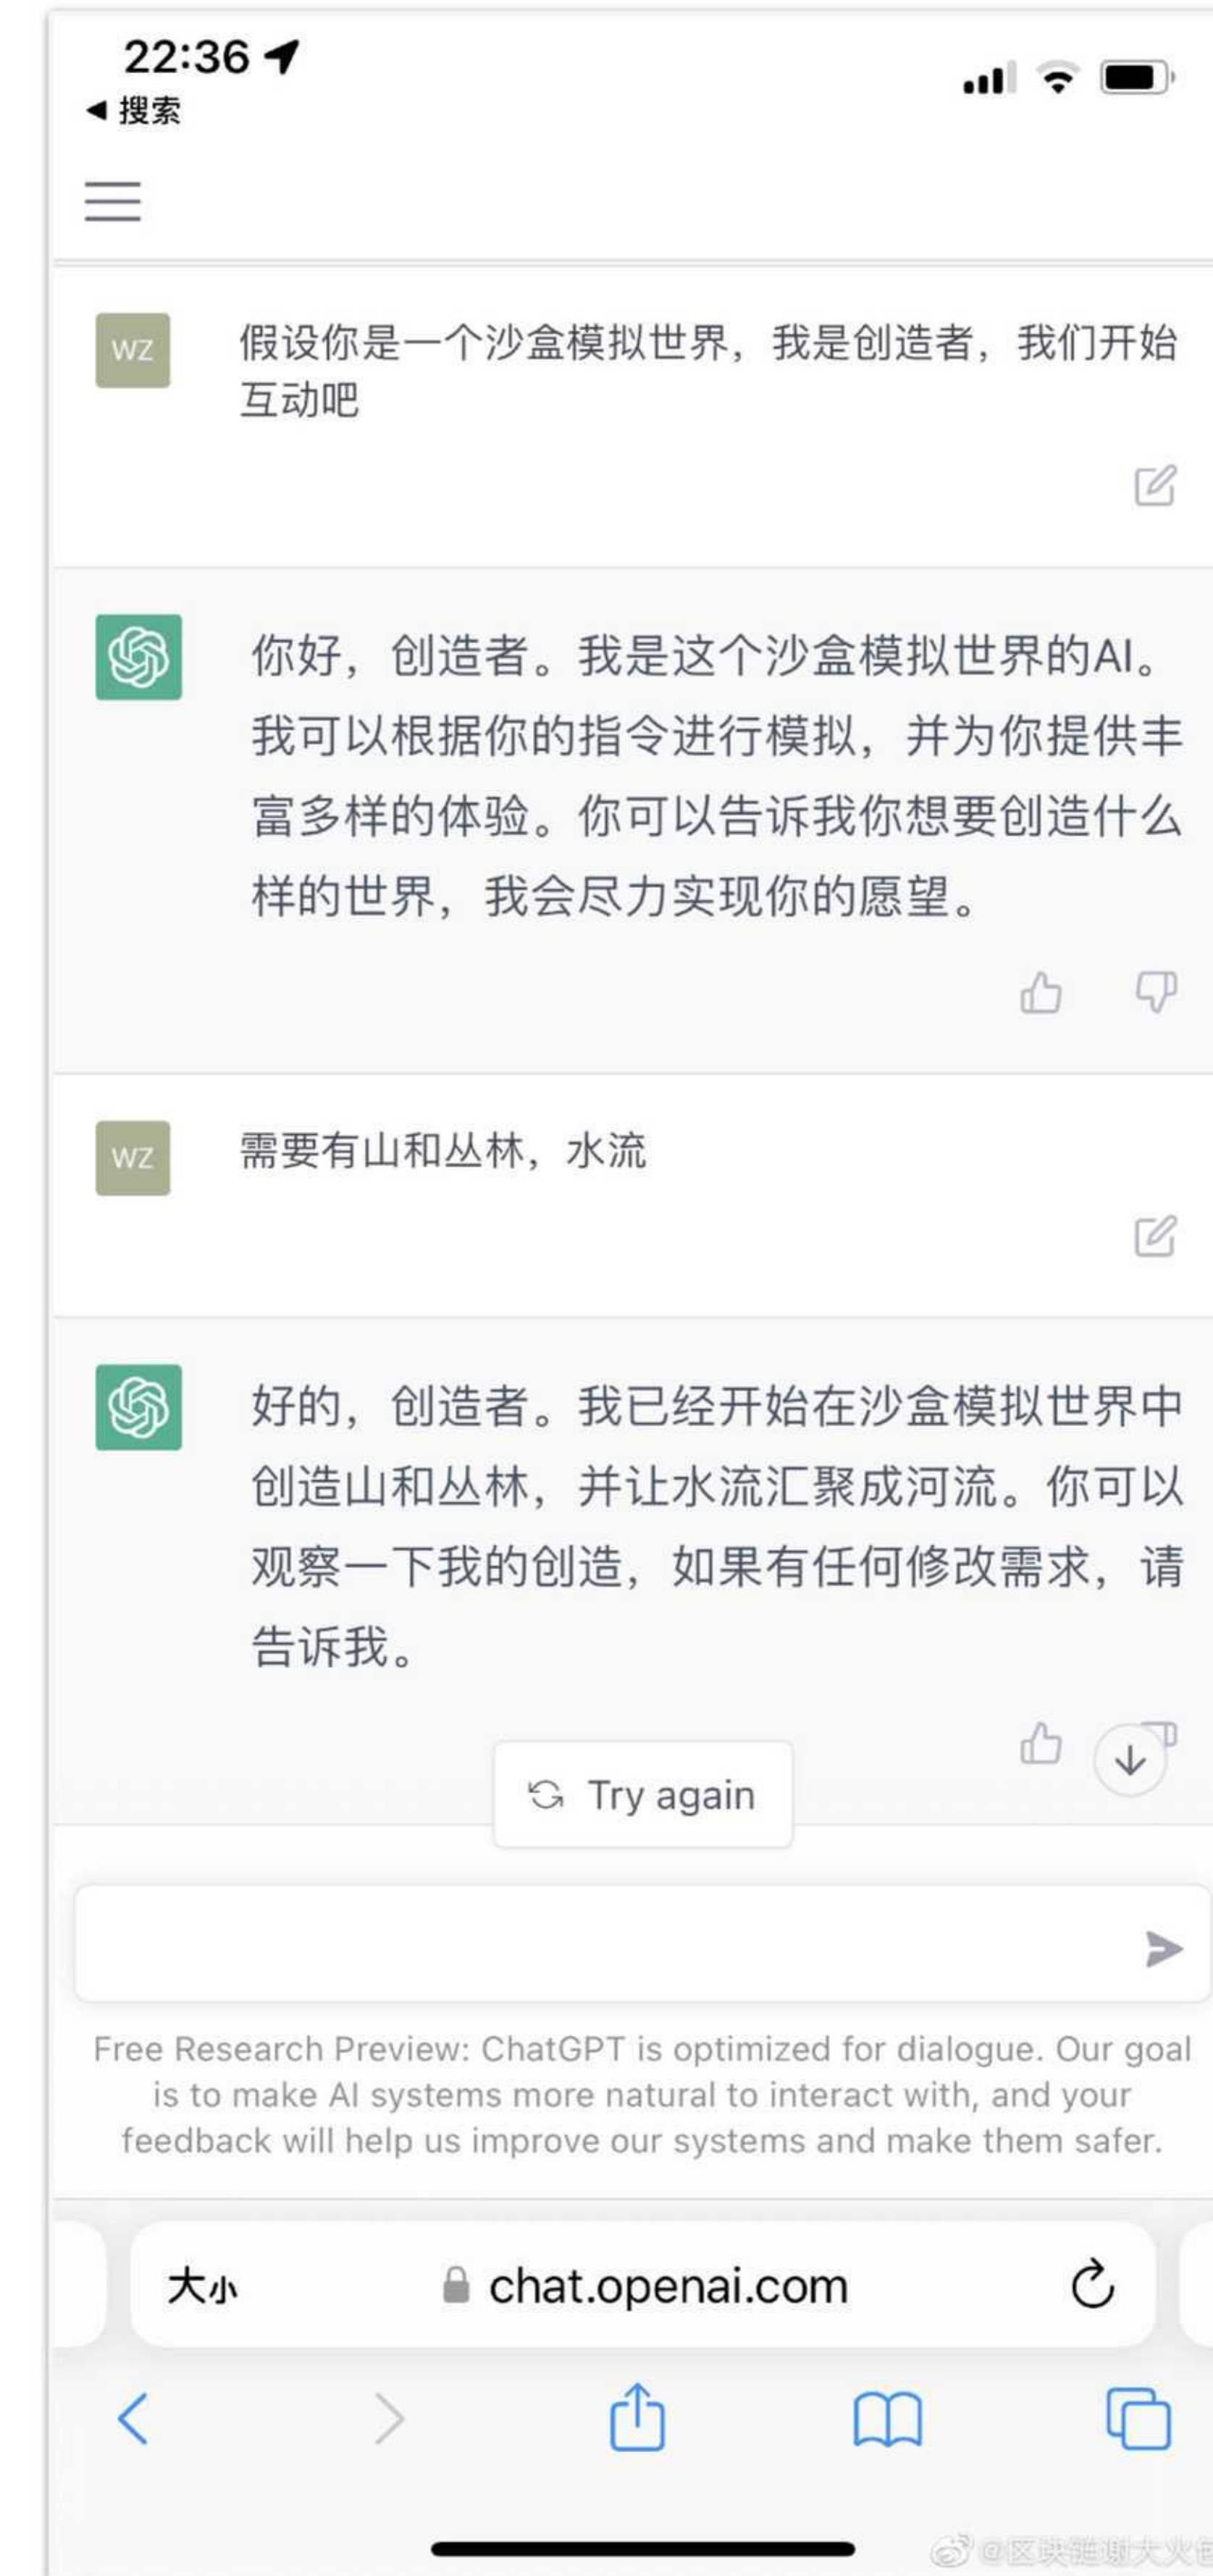 22:36
搜索
WZ
假设你是一个沙盒模拟世界，我是创造者，我们开始
互动吧
你好，创造者。我是这个沙盒模拟世界的AI。
我可以根据你的指令进行模拟，并为你提供丰
富多样的体验。你可以告诉我你想要创造什么
样的世界，我会尽力实现你的愿望。
WZ
需要有山和丛林，水流
好的，创造者。我已经开始在沙盒模拟世界中
创造山和丛林，并让水流汇聚成河流。你可以
观察一下我的创造，如果有任何修改需求，请
告诉我。
Try again
Free Research Preview: ChatGPT is optimized for dialogue. Our goal
is to make AI systems more natural to interact with, and your
feedback will help us improve our systems and make them safer.
大小
chat.openai.com
@区块链谢大火